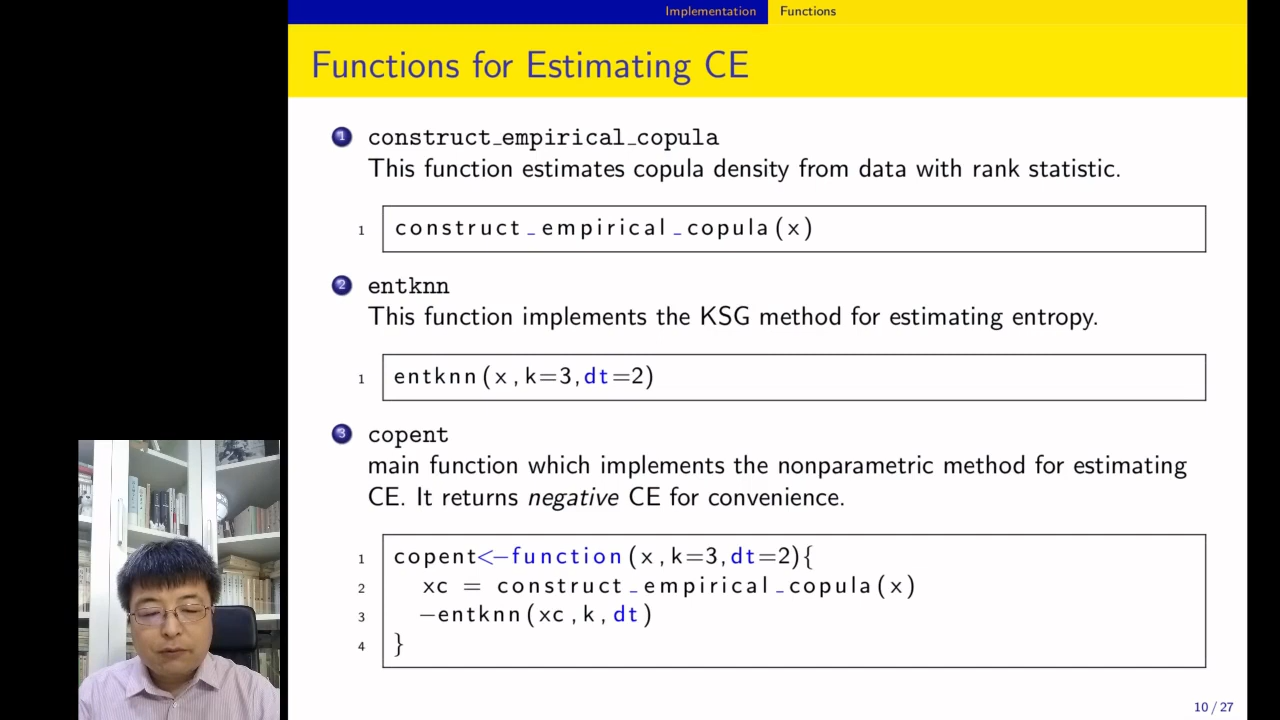 Implementation Functions
Functions for Estimating CE
1 construct_empirical_copula
This function estimates copula density from data with rank statistic.
1 construct_empirical_copula(x)
2 entknn
This function implements the KSG method for estimating entropy.
1 entknn(x,k=3,dt=2)
3 copent
main function which implements the nonparametric method for estimating
CE. It returns negative CE for convenience.
1 copent<-function(x,k=3,dt=2){
2 xc = construct_empirical_copula(x)
3 -entknn(xc,k,dt)
4 }
10 / 27